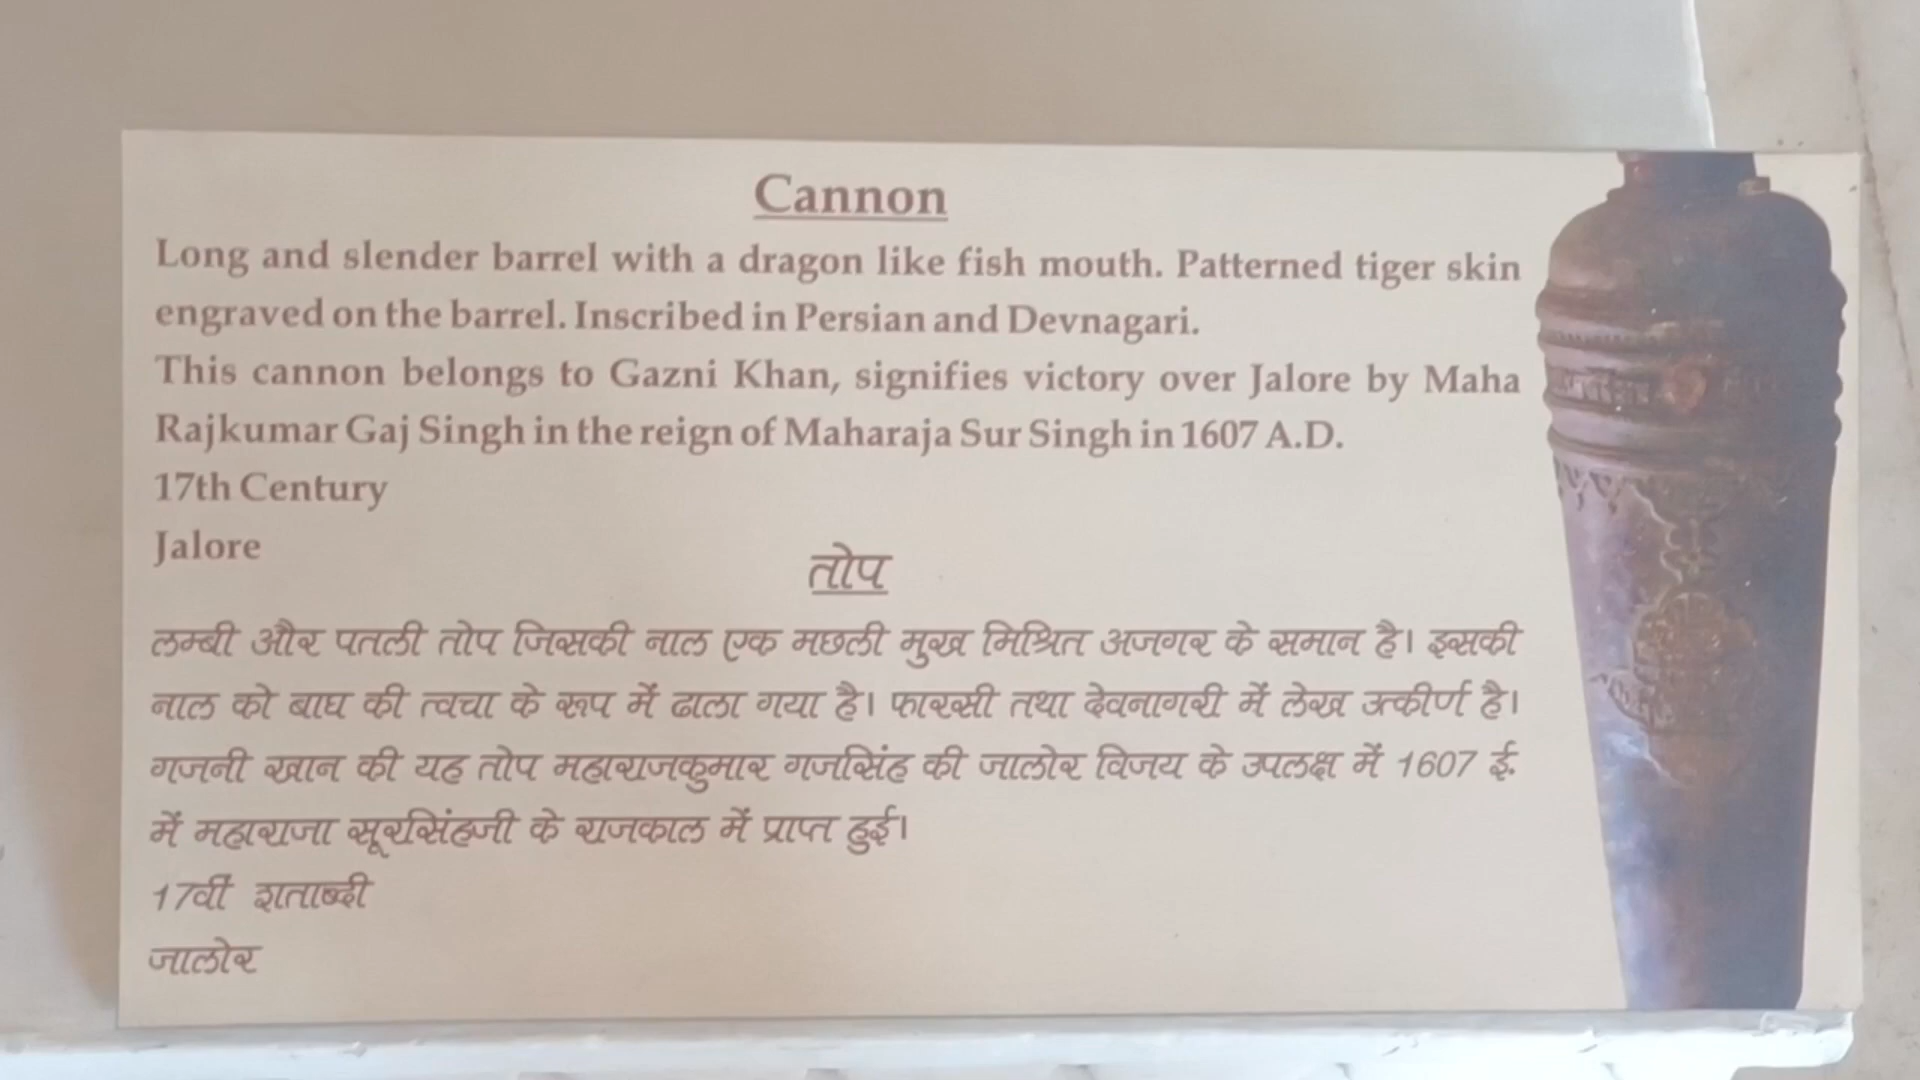 Cannon
Long and slender barrel with a dragon like fish mouth. Patterned tiger skin
engraved on the barrel. Inscribed in Persian and Devnagari.
This cannon belongs to Gazni Khan, signifies victory over Jalore by Maha
Rajkumar Gaj Singh in the reign of Maharaja Sur Singh in 1607 A.D.
17th Century
Jalore
तोप
लम्बी और पतली तोप जिसकी नाल एक मछली मुख मिश्रित अजगर के समान है। इसकी
नाल को बाघ की त्वचा के रूप में ढाला गया है। फारसी तथा देवनागरी में लेख उत्कीर्ण है।
गजनी खान की यह तोप महाराजकुमार गजसिंह की जालोर विजय के उपलक्ष में 1607 ई.
में महाराजा सूरसिंहजी के राजकाल में प्राप्त हुई।
17वीं शताब्दी
जालोर